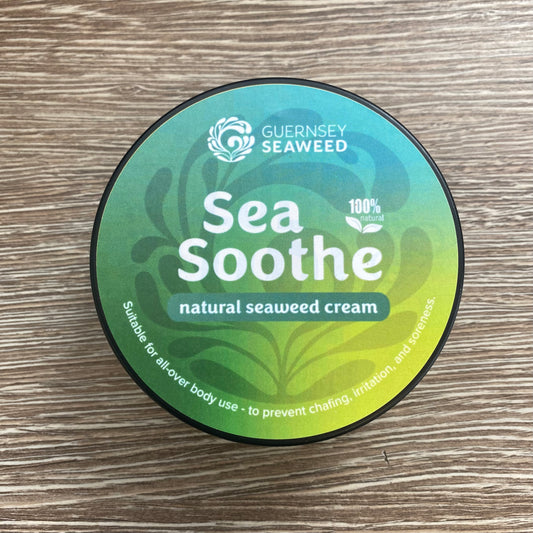 GUERNSEY
SEAWEED
Sea
Soothe
100%
natural
natural seaweed cream
Suitable for all-over body use - to prevent chafing, irritation, and soreness.